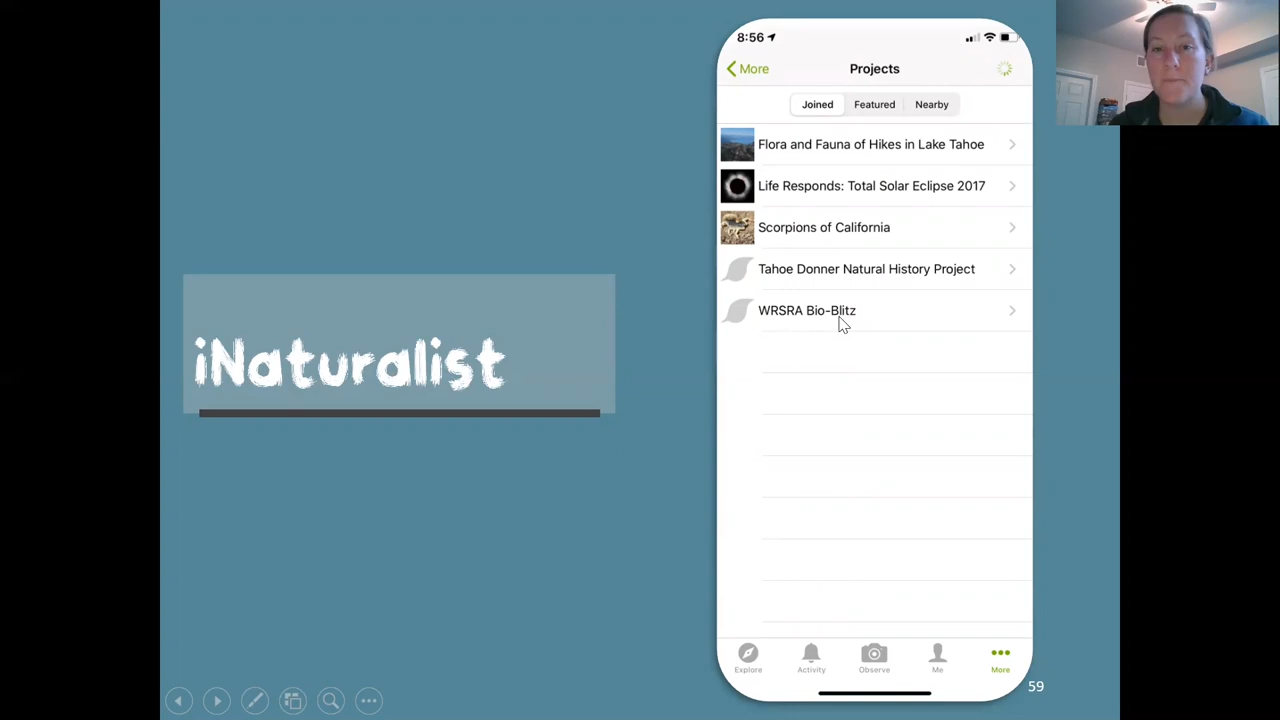 iNaturalist
8:56
More
Projects
Joined Featured Nearby
Flora and Fauna of Hikes in Lake Tahoe
Life Responds: Total Solar Eclipse 2017
Scorpions of California
Tahoe Donner Natural History Project
WRSRA Bio-Blitz
Explore Activity Observe Me More
59